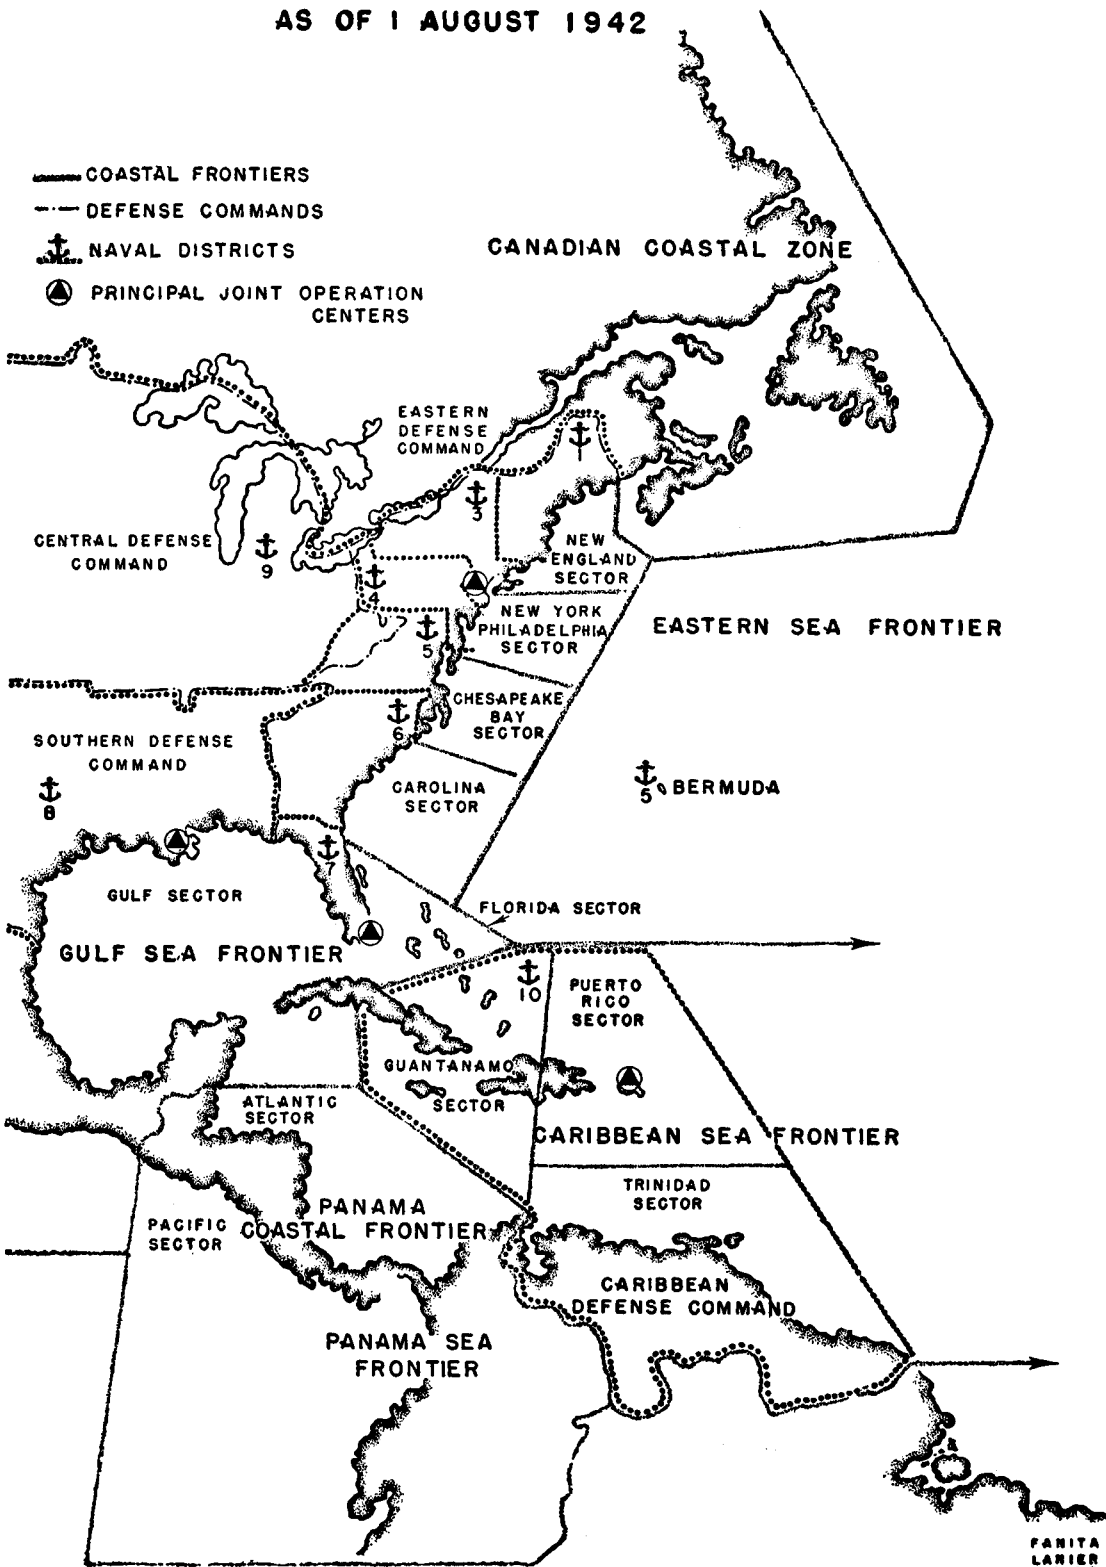 AS OF 1 AUGUST 1942
COASTAL FRONTIERS
DEFENSE COMMANDS
NAVAL DISTRICTS
PRINCIPAL JOINT OPERATION
CENTERS
CANADIAN COASTAL ZONE
EASTERN
DEFENSE
COMMAND
1
3
CENTRAL DEFENSE
COMMAND
9
NEW
ENGLAND
SECTOR
4
NEW YORK
PHILADELPHIA
SECTOR
EASTERN SEA FRONTIER
5
CHESAPEAKE
BAY
SECTOR
6
SOUTHERN DEFENSE
COMMAND
8
CAROLINA
SECTOR
5 BERMUDA
7
GULF SECTOR
FLORIDA SECTOR
GULF SEA FRONTIER
10
PUERTO
RICO
SECTOR
GUANTANAMO
SECTOR
ATLANTIC
SECTOR
CARIBBEAN SEA FRONTIER
TRINIDAD
SECTOR
PANAMA
COASTAL FRONTIER
PACIFIC
SECTOR
CARIBBEAN
DEFENSE COMMAND
PANAMA SEA
FRONTIER
FANITA
LANIER